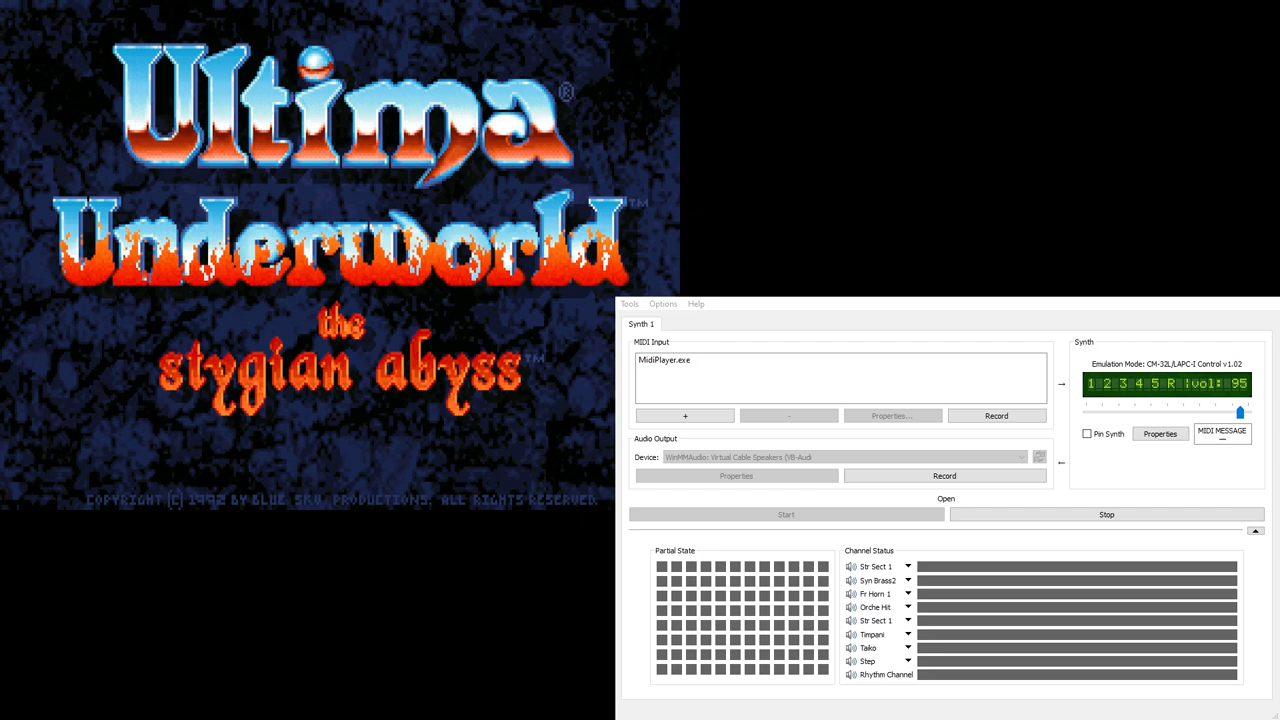 Ultima®
Underworld™
the
stygian abyss™
COPYRIGHT (C) 1992 BY BLUE SKY PRODUCTIONS. ALL RIGHTS RESERVED.
Tools Options Help
Synth 1
MIDI Input
MidiPlayer.exe
+ - Properties... Record
Audio Output
Device: WinMMAudio: Virtual Cable Speakers (VB-Audi
Properties Record
Synth
Emulation Mode: CM-32L/LAPC-I Control v1.02
1 2 3 4 5 R |vol: 95
Pin Synth Properties MIDI MESSAGE
Open
Start Stop
Partial State
Channel Status
Str Sect 1
Syn Brass2
Fr Horn 1
Orche Hit
Str Sect 1
Timpani
Taiko
Step
Rhythm Channel